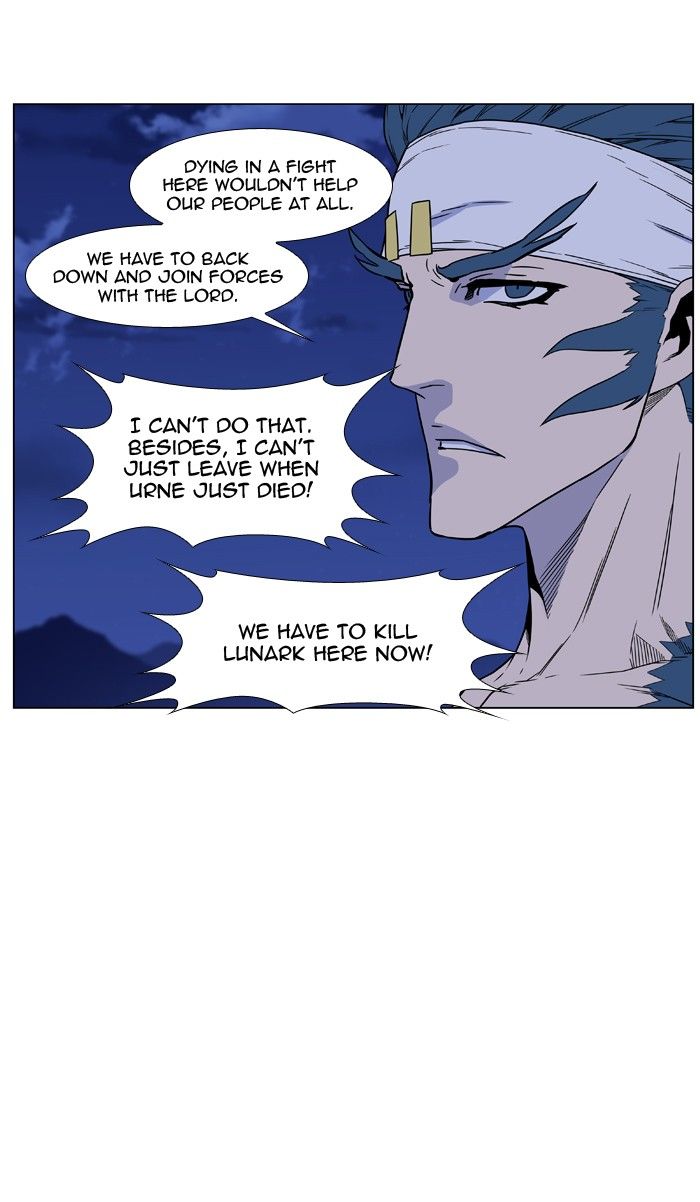 DYING IN A FIGHT
HERE WOULDN'T HELP
OUR PEOPLE AT ALL.
WE HAVE TO BACK
DOWN AND JOIN FORCES
WITH THE LORD.
I CAN'T DO THAT.
BESIDES, I CAN'T
JUST LEAVE WHEN
URNE JUST DIED!
WE HAVE TO KILL
LUNARK HERE NOW!